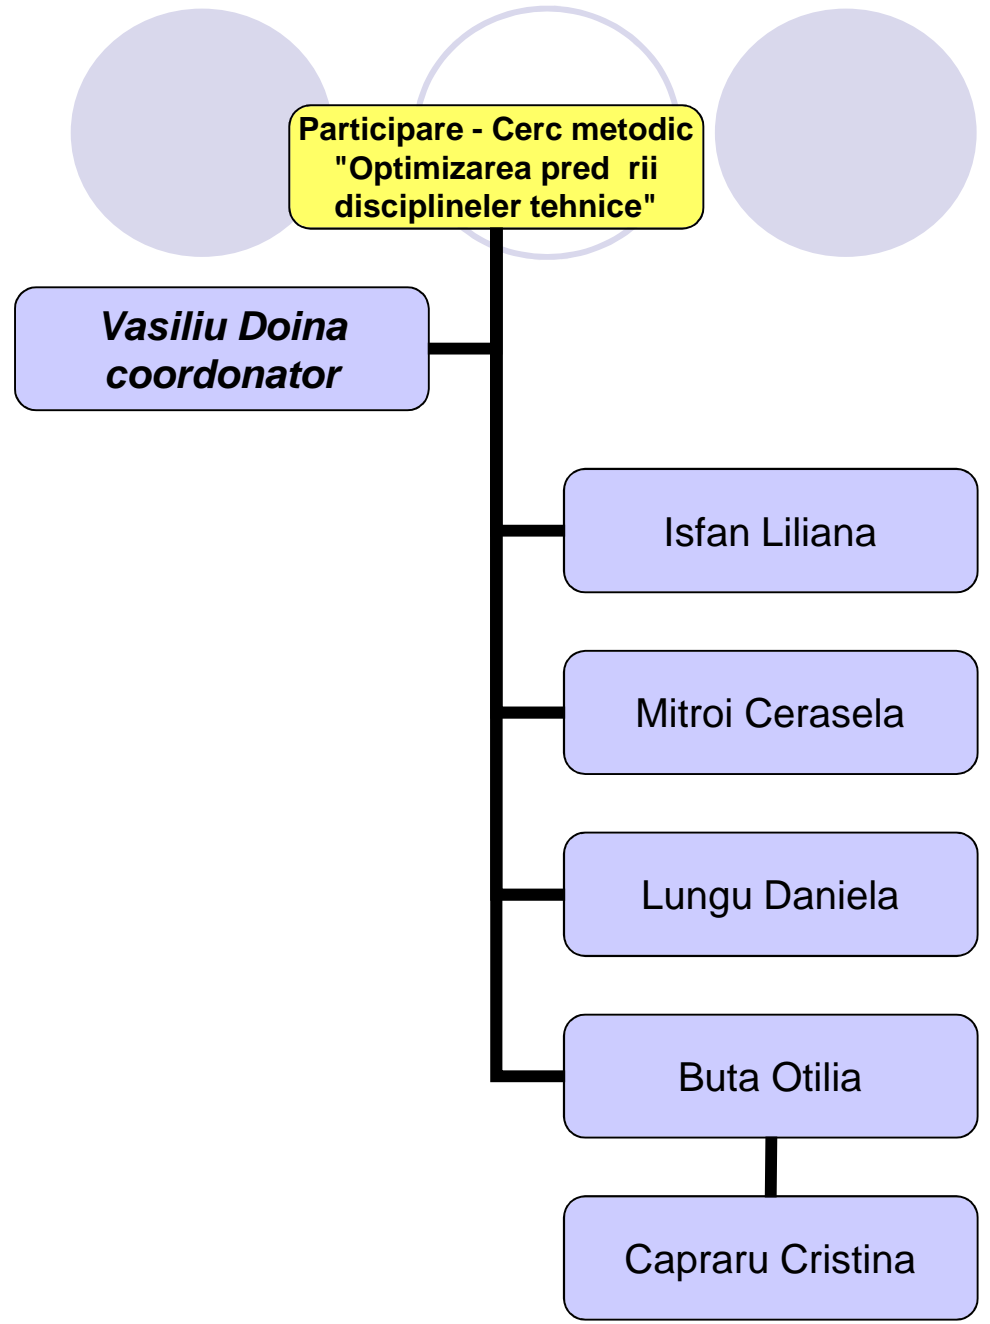 Participare - Cerc metodic
"Optimizarea pred rii
disciplineler tehnice"
Vasiliu Doina
coordonator
Isfan Liliana
Mitroi Cerasela
Lungu Daniela
Buta Otilia
Capraru Cristina